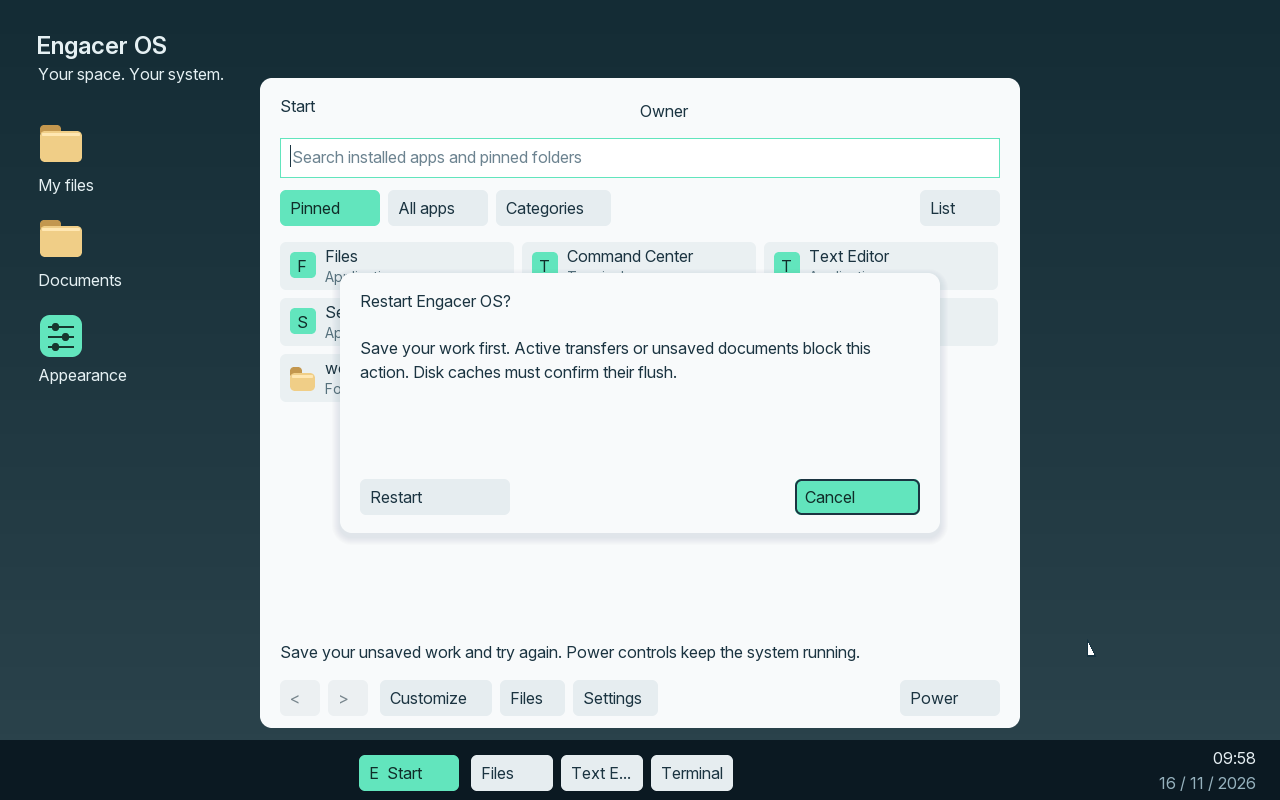 Engacer OS
Your space. Your system.
My files
Documents
Appearance
Start
Owner
Search installed apps and pinned folders
Pinned
All apps
Categories
List
F
Files
T
Command Center
T
Text Editor
S
Restart Engacer OS?
Save your work first. Active transfers or unsaved documents block this
action. Disk caches must confirm their flush.
Restart
Cancel
Save your unsaved work and try again. Power controls keep the system running.
<
>
Customize
Files
Settings
Power
E Start
Files
Text E...
Terminal
09:58
16 / 11 / 2026